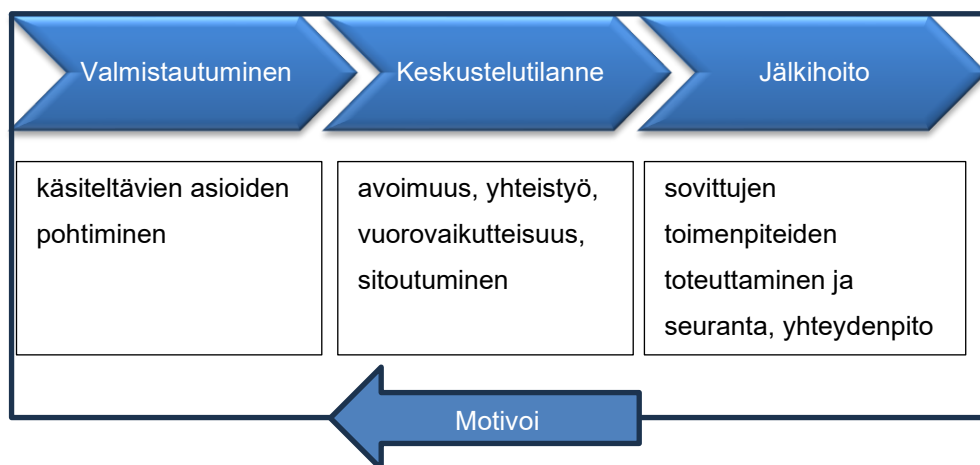 Valmistautuminen
Keskustelutilanne
Jälkihoito
käsiteltävien asioiden
pohtiminen
avoimuus, yhteistyö,
vuorovaikutteisuus,
sitoutuminen
sovittujen
toimenpiteiden
toteuttaminen ja
seuranta, yhteydenpito
Motivoi